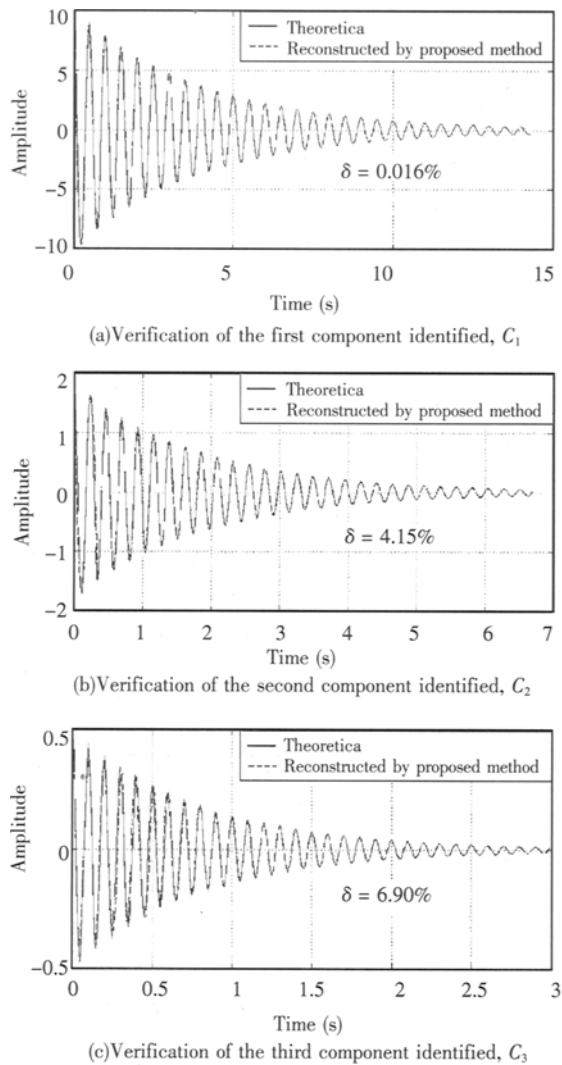 10
5
0
−5
−10
Amplitude
Theoretica
Reconstructed by proposed method
δ = 0.016%
0
5
10
15
Time (s)
(a)Verification of the first component identified, C₁
2
1
0
−1
−2
Amplitude
Theoretica
Reconstructed by proposed method
δ = 4.15%
0
1
2
3
4
5
6
7
Time (s)
(b)Verification of the second component identified, C₂
0.5
0
−0.5
Amplitude
Theoretica
Reconstructed by proposed method
δ = 6.90%
0
0.5
1
1.5
2
2.5
3
Time (s)
(c)Verification of the third component identified, C₃